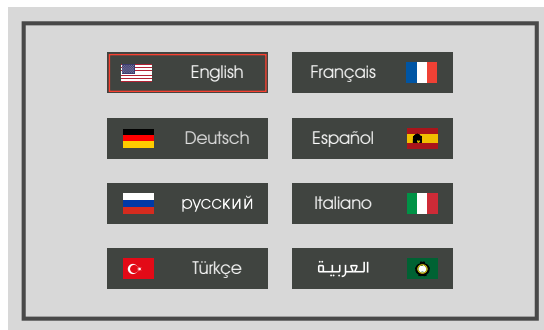 English
Français
Deutsch
Español
русский
Italiano
Türkçe
العربية